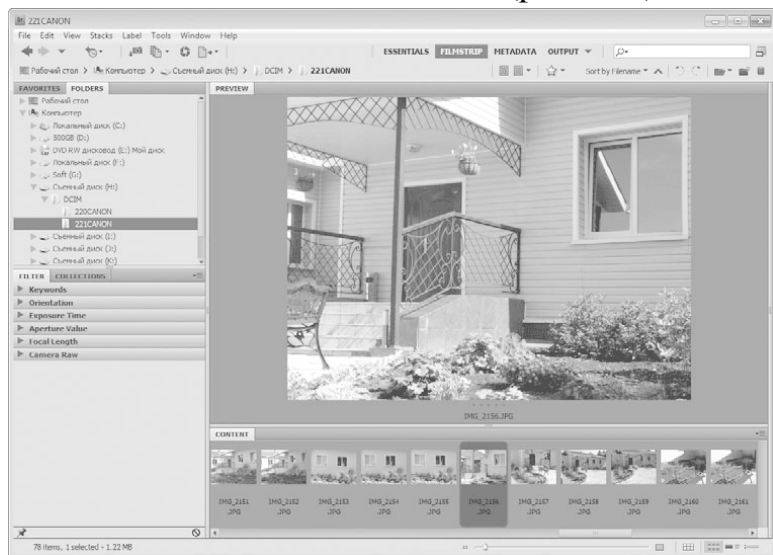 221CANON
File Edit View Stacks Label Tools Window Help
ESSENTIALS FILMSTRIP METADATA OUTPUT
Рабочий стол > Компьютер > Съемный диск (H:) > DCIM > 221CANON
Sort by Filename
FAVORITES FOLDERS
PREVIEW
Рабочий стол
Компьютер
Локальный диск (C:)
300GB (D:)
DVD RW дисковод (E:) Мой диск
Локальный диск (F:)
Soft (G:)
Съемный диск (H:)
DCIM
220CANON
221CANON
Съемный диск (I:)
Съемный диск (J:)
Съемный диск (K:)
FILTER COLLECTIONS
Keywords
Orientation
Exposure Time
Aperture Value
Focal Length
Camera Raw
IMG_2156.JPG
CONTENT
IMG_2151 IMG_2152 IMG_2153 IMG_2154 IMG_2155 IMG_2156 IMG_2157 IMG_2158 IMG_2159 IMG_2160 IMG_2161
.JPG .JPG .JPG .JPG .JPG .JPG .JPG .JPG .JPG .JPG .JPG
78 items, 1 selected - 1.22 MB